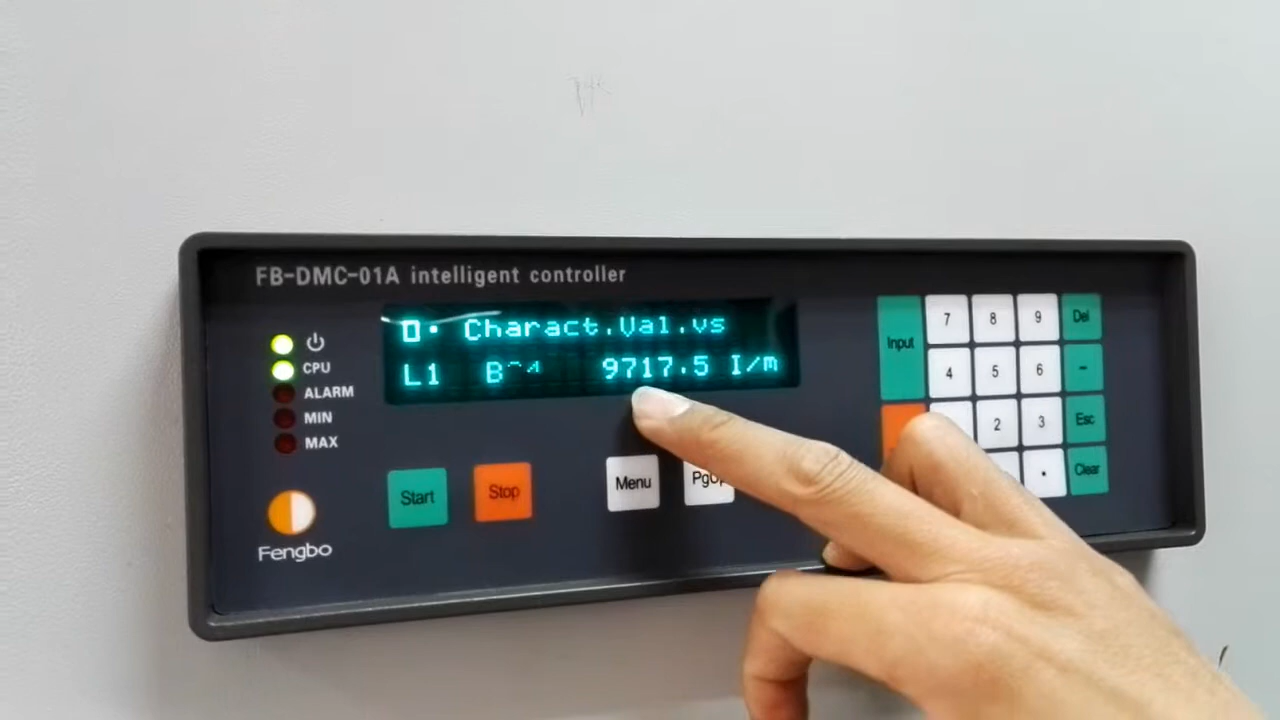 FB-DMC-01A intelligent controller
Charact.Val.vs
L1 9717.5 I/m
CPU
ALARM
MIN
MAX
Fengbo
Start
Stop
Menu
Input
7
8
9
Del
4
5
6
-
2
3
Esc
.
Clear